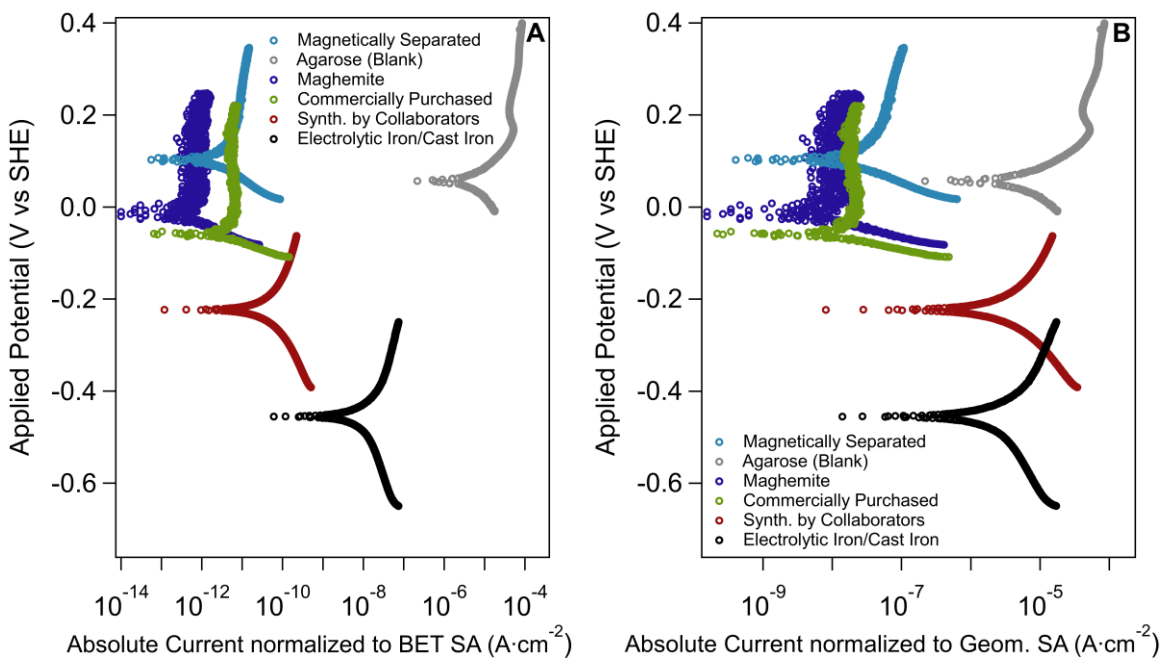 A
0.4
0.2
0.0
-0.2
-0.4
-0.6
Applied Potential (V vs SHE)
Magnetically Separated
Agarose (Blank)
Maghemite
Commercially Purchased
Synth. by Collaborators
Electrolytic Iron/Cast Iron
10⁻¹⁴ 10⁻¹² 10⁻¹⁰ 10⁻⁸ 10⁻⁶ 10⁻⁴
Absolute Current normalized to BET SA (A·cm⁻²)
B
0.4
0.2
0.0
-0.2
-0.4
-0.6
Applied Potential (V vs SHE)
Magnetically Separated
Agarose (Blank)
Maghemite
Commercially Purchased
Synth. by Collaborators
Electrolytic Iron/Cast Iron
10⁻⁹ 10⁻⁷ 10⁻⁵
Absolute Current normalized to Geom. SA (A·cm⁻²)